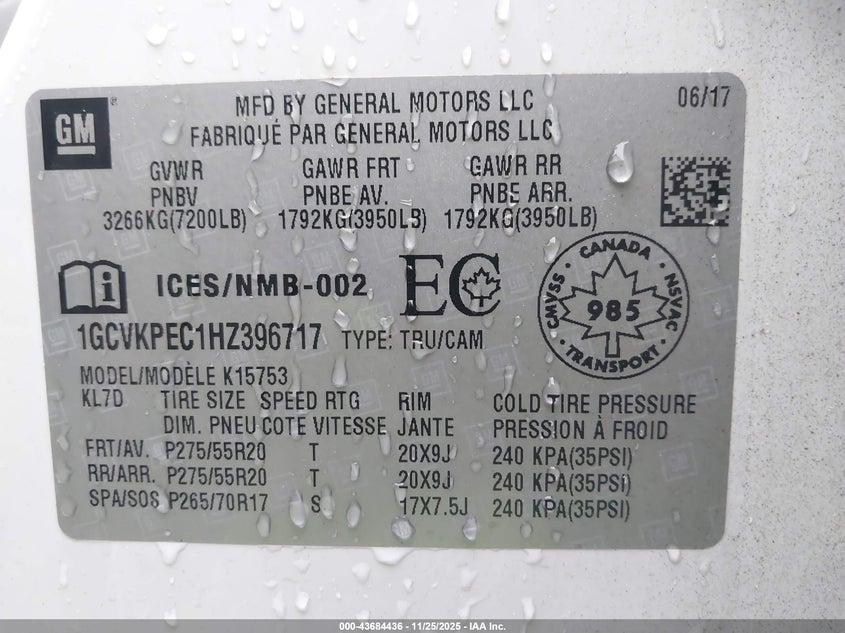 GM
MFD BY GENERAL MOTORS LLC 06/17
FABRIQUÉ PAR GENERAL MOTORS LLC
GVWR GAWR FRT GAWR RR
PNBV PNBE AV. PNBE ARR.
3266KG(7200LB) 1792KG(3950LB) 1792KG(3950LB)
ICES/NMB-002 EC
CANADA
CMVSS · 985 · NSVAC
TRANSPORT
1GCVKPEC1HZ396717 TYPE: TRU/CAM
MODEL/MODÈLE K15753
KL7D TIRE SIZE SPEED RTG RIM COLD TIRE PRESSURE
DIM. PNEU COTE VITESSE JANTE PRESSION À FROID
FRT/AV. P275/55R20 T 20X9J 240 KPA(35PSI)
RR/ARR. P275/55R20 T 20X9J 240 KPA(35PSI)
SPA/SOS P265/70R17 S 17X7.5J 240 KPA(35PSI)
000-43684436 - 11/25/2025 - IAA Inc.